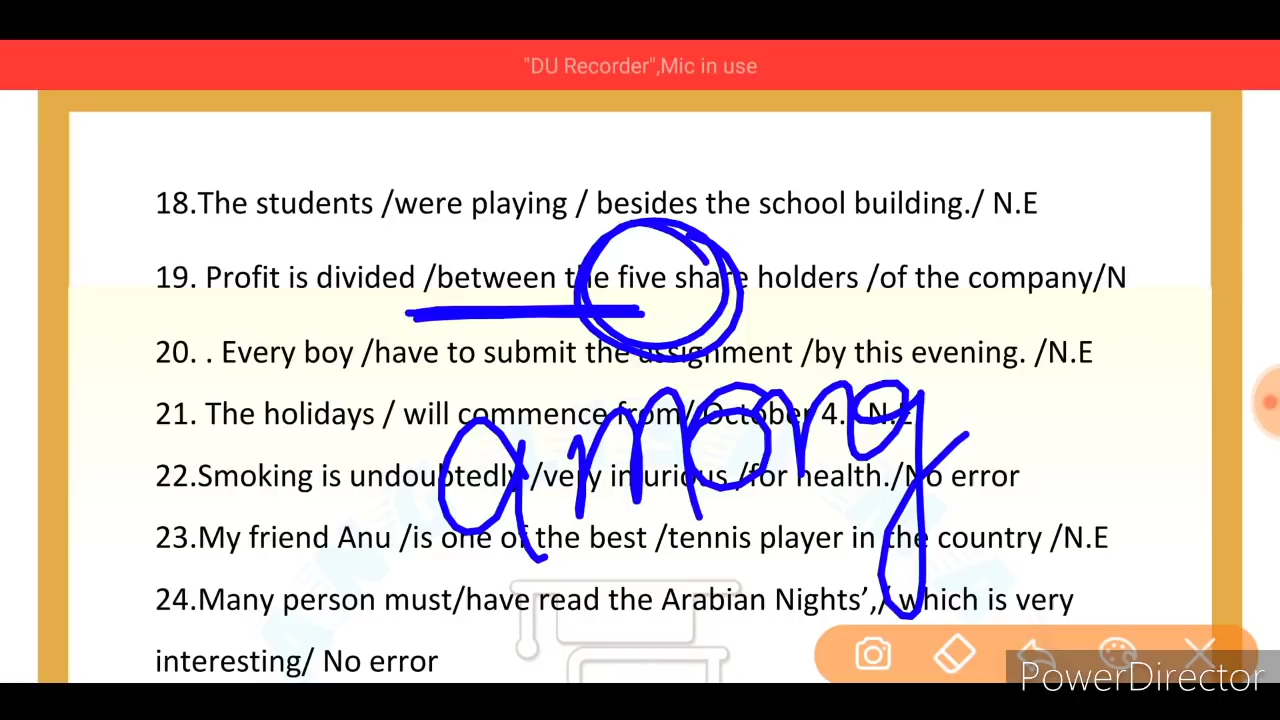 "DU Recorder",Mic in use
18.The students /were playing / besides the school building./ N.E
19. Profit is divided /between the five share holders /of the company/N
20. . Every boy /have to submit the assignment /by this evening. /N.E
among
21. The holidays / will commence from/ October 4. N.E
22.Smoking is undoubtedly /very injurious /for health./No error
23.My friend Anu /is one of the best /tennis player in the country /N.E
24.Many person must/have read the Arabian Nights’,/ which is very
interesting/ No error
PowerDirector